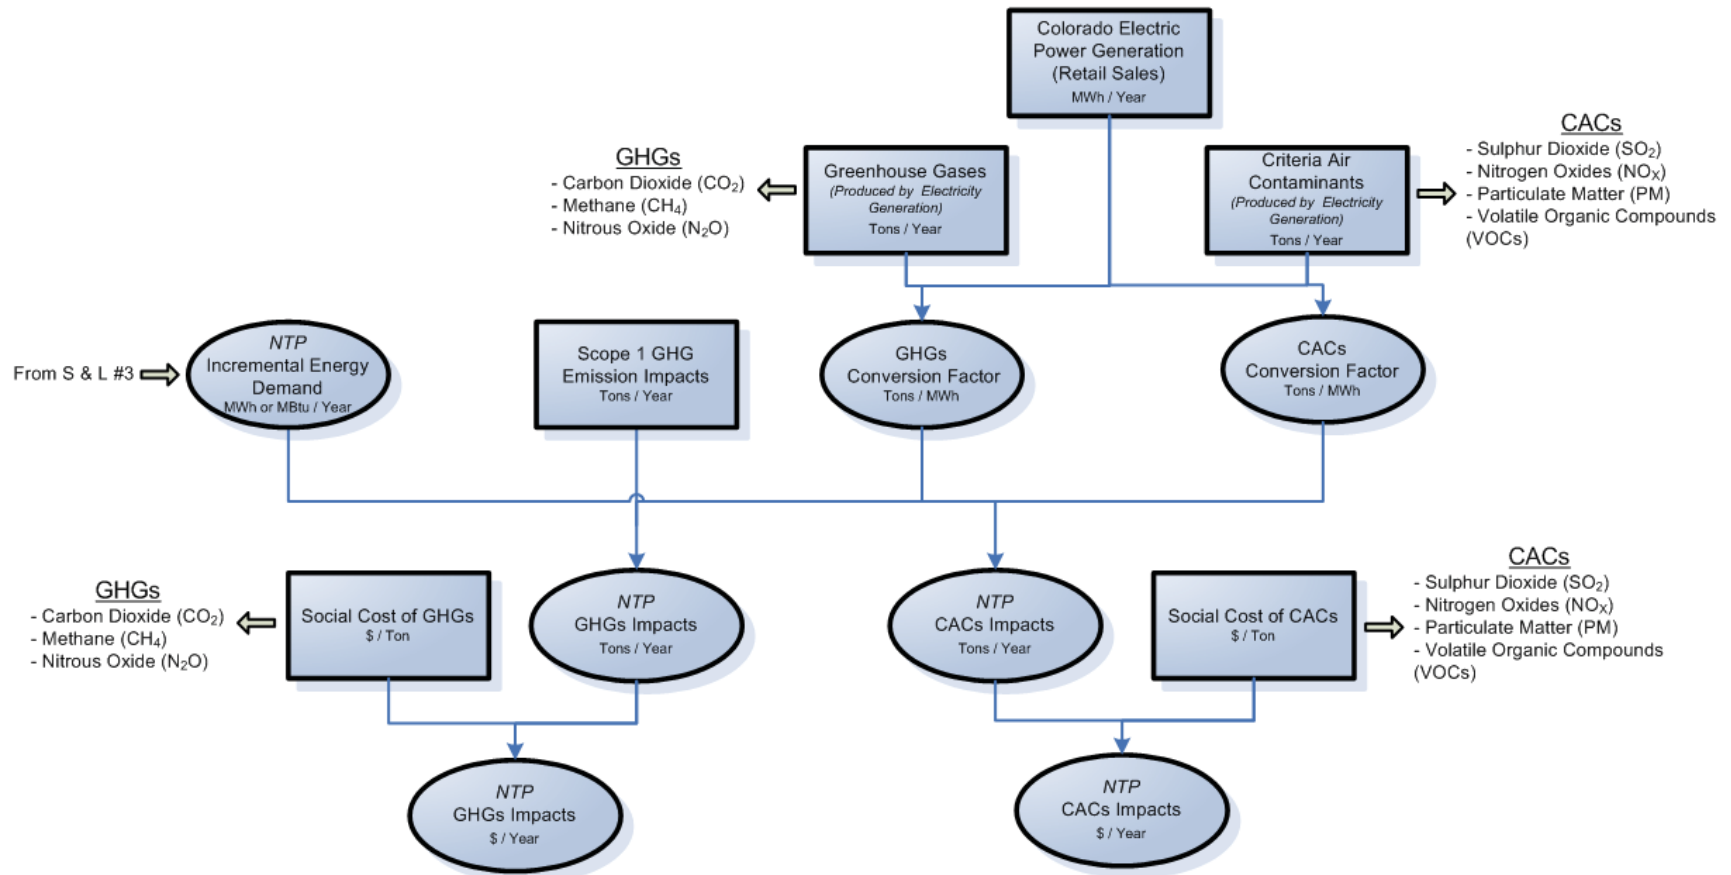 Colorado Electric
Power Generation
(Retail Sales)
MWh / Year
GHGs
- Carbon Dioxide (CO₂)
- Methane (CH₄)
- Nitrous Oxide (N₂O)
Greenhouse Gases
(Produced by Electricity
Generation)
Tons / Year
Criteria Air
Contaminants
(Produced by Electricity
Generation)
Tons / Year
CACs
- Sulphur Dioxide (SO₂)
- Nitrogen Oxides (NOₓ)
- Particulate Matter (PM)
- Volatile Organic Compounds
(VOCs)
From S & L #3
NTP
Incremental Energy
Demand
MWh or MBtu / Year
Scope 1 GHG
Emission Impacts
Tons / Year
GHGs
Conversion Factor
Tons / MWh
CACs
Conversion Factor
Tons / MWh
GHGs
- Carbon Dioxide (CO₂)
- Methane (CH₄)
- Nitrous Oxide (N₂O)
Social Cost of GHGs
$ / Ton
NTP
GHGs Impacts
Tons / Year
NTP
CACs Impacts
Tons / Year
Social Cost of CACs
$ / Ton
CACs
- Sulphur Dioxide (SO₂)
- Nitrogen Oxides (NOₓ)
- Particulate Matter (PM)
- Volatile Organic Compounds
(VOCs)
NTP
GHGs Impacts
$ / Year
NTP
CACs Impacts
$ / Year